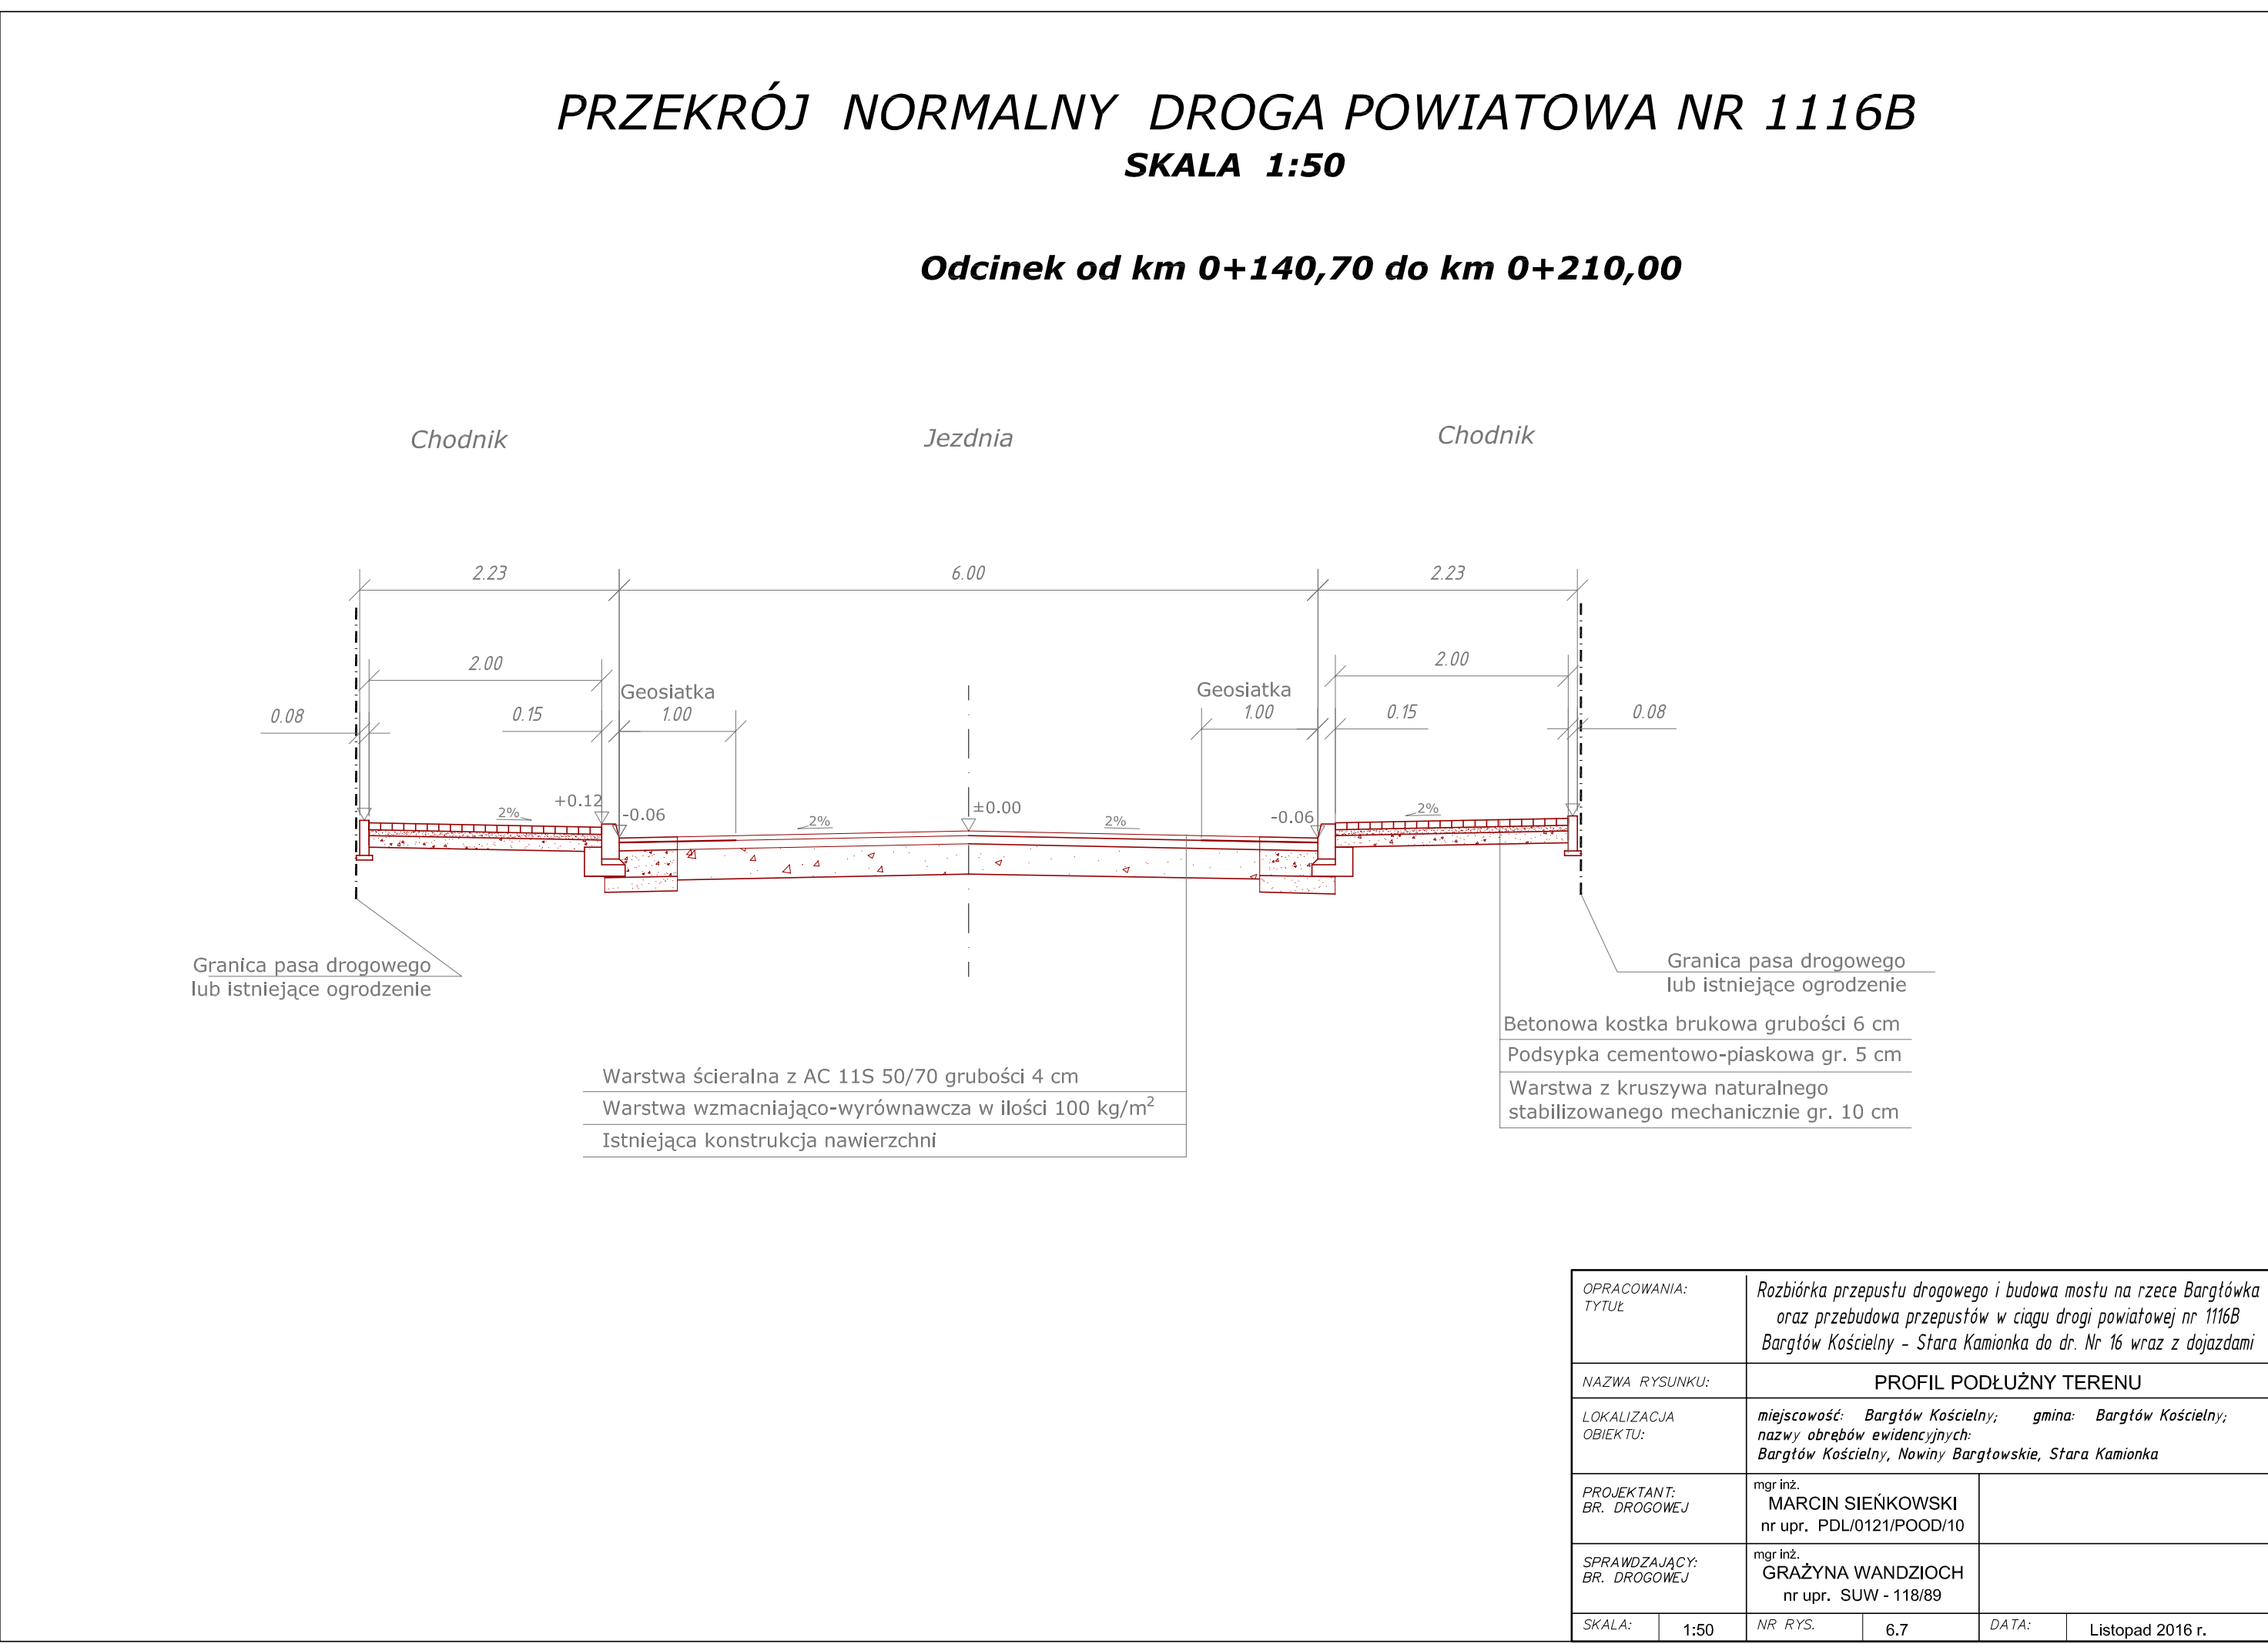 PRZEKRÓJ NORMALNY DROGA POWIATOWA NR 1116B
SKALA 1:50
Odcinek od km 0+140,70 do km 0+210,00
Chodnik
Jezdnia
Chodnik
2.23
6.00
2.23
2.00
2.00
Geosiatka
Geosiatka
0.08
0.15
1.00
1.00
0.15
0.08
2%
+0.12
-0.06
2%
±0.00
2%
-0.06
2%
Granica pasa drogowego
lub istniejące ogrodzenie
Granica pasa drogowego
lub istniejące ogrodzenie
Betonowa kostka brukowa grubości 6 cm
Podsypka cementowo-piaskowa gr. 5 cm
Warstwa z kruszywa naturalnego
stabilizowanego mechanicznie gr. 10 cm
Warstwa ścieralna z AC 11S 50/70 grubości 4 cm
Warstwa wzmacniająco-wyrównawcza w ilości 100 kg/m²
Istniejąca konstrukcja nawierzchni
OPRACOWANIA:
TYTUŁ
Rozbiórka przepustu drogowego i budowa mostu na rzece Bargłówka
oraz przebudowa przepustów w ciągu drogi powiatowej nr 1116B
Bargłów Kościelny - Stara Kamionka do dr. Nr 16 wraz z dojazdami
NAZWA RYSUNKU:
PROFIL PODŁUŻNY TERENU
LOKALIZACJA
OBIEKTU:
miejscowość: Bargłów Kościelny; gmina: Bargłów Kościelny;
nazwy obrębów ewidencyjnych:
Bargłów Kościelny, Nowiny Bargłowskie, Stara Kamionka
PROJEKTANT:
BR. DROGOWEJ
mgr inż.
MARCIN SIEŃKOWSKI
nr upr. PDL/0121/POOD/10
SPRAWDZAJĄCY:
BR. DROGOWEJ
mgr inż.
GRAŻYNA WANDZIOCH
nr upr. SUW - 118/89
SKALA: 1:50 NR RYS. 6.7 DATA: Listopad 2016 r.